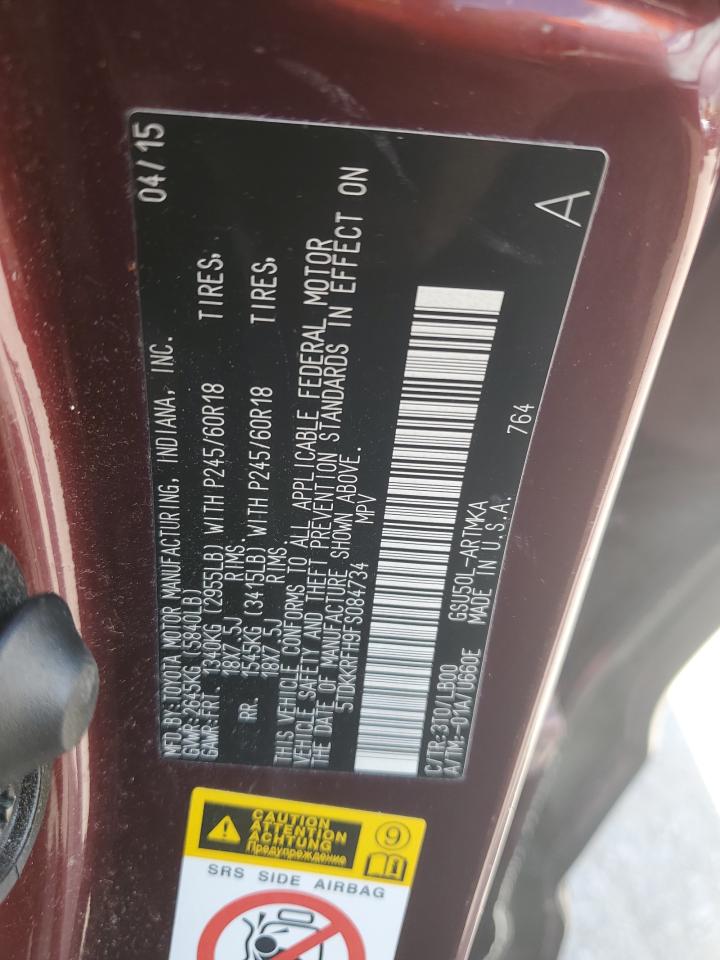 MFD.BY:TOYOTA MOTOR MANUFACTURING, INDIANA, INC. 04/15
GWMR:2645KG (5840LB)
GAWR:FRT. 1340KG (2955LB) WITH P245/60R18 TIRES,
18X7.5J RIMS
RR. 1545KG (3415LB) WITH P245/60R18 TIRES,
18X7.5J RIMS
THIS VEHICLE CONFORMS TO ALL APPLICABLE FEDERAL MOTOR
VEHICLE SAFETY AND THEFT PREVENTION STANDARDS IN EFFECT ON
THE DATE OF MANUFACTURE SHOWN ABOVE.
5TDKKRFH9FS084734 MPV
C/TR:3T0/LB00 GSU50L-ARTMKA 764
A/TM:-01A/U660E MADE IN U.S.A.
A
CAUTION
ATTENTION
ACHTUNG
Предупреждение
9
SRS SIDE AIRBAG